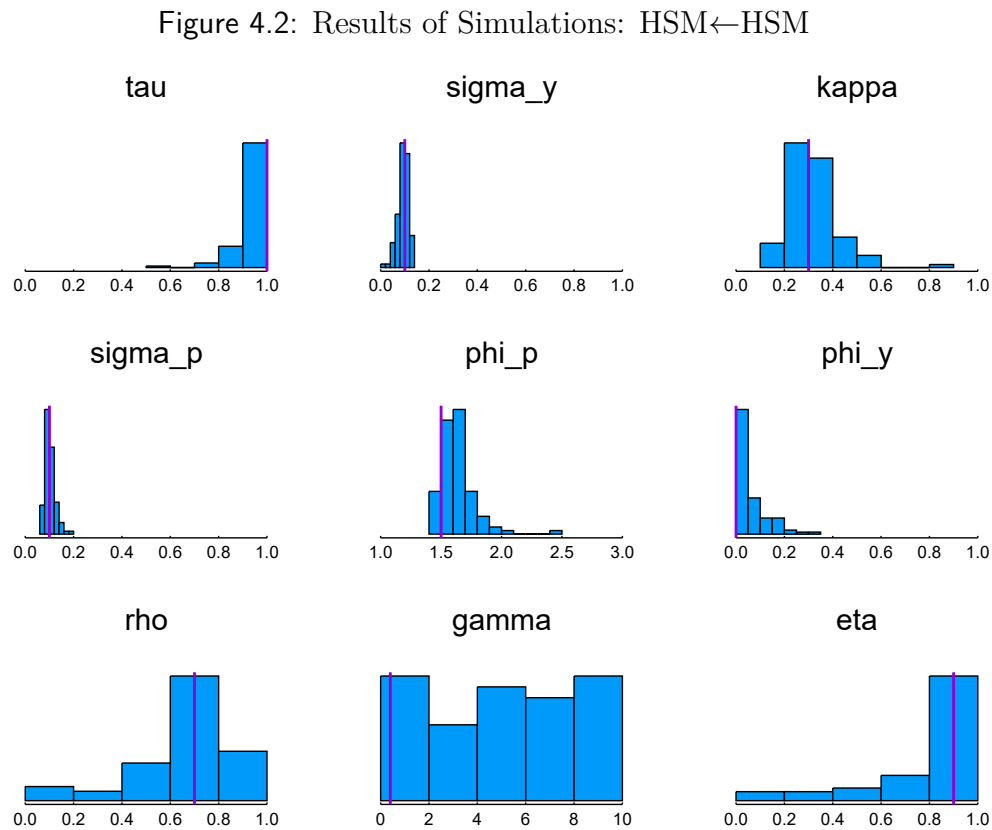 Figure 4.2: Results of Simulations: HSM←HSM
tau
sigma_y
kappa
0.0 0.2 0.4 0.6 0.8 1.0
0.0 0.2 0.4 0.6 0.8 1.0
0.0 0.2 0.4 0.6 0.8 1.0
sigma_p
phi_p
phi_y
0.0 0.2 0.4 0.6 0.8 1.0
1.0 1.5 2.0 2.5 3.0
0.0 0.2 0.4 0.6 0.8 1.0
rho
gamma
eta
0.0 0.2 0.4 0.6 0.8 1.0
0 2 4 6 8 10
0.0 0.2 0.4 0.6 0.8 1.0